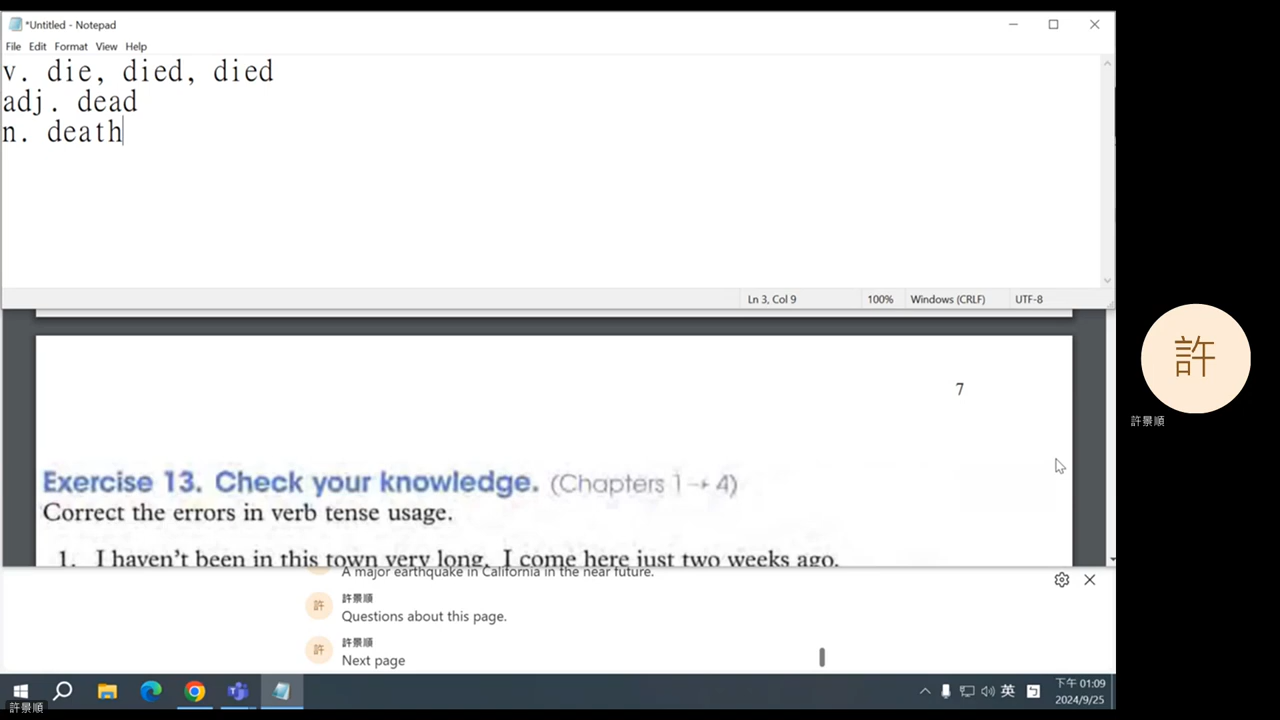 *Untitled - Notepad
File Edit Format View Help
v. die, died, died
adj. dead
n. death
Ln 3, Col 9 100% Windows (CRLF) UTF-8
7
Exercise 13. Check your knowledge. (Chapters 1 → 4)
Correct the errors in verb tense usage.
1. I haven't been in this town very long. I come here just two weeks ago.
A major earthquake in California in the near future.
許 許景順
Questions about this page.
許 許景順
Next page
英
下午 01:09
2024/9/25
許景順
許
許景順